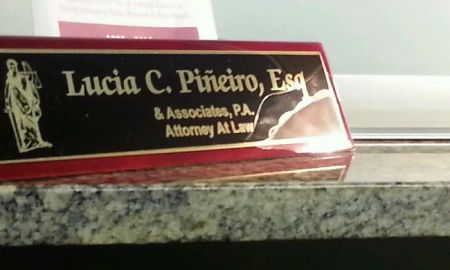 Lucia C. Piñeiro, Esq
& Associates, P.A.
Attorney At Law